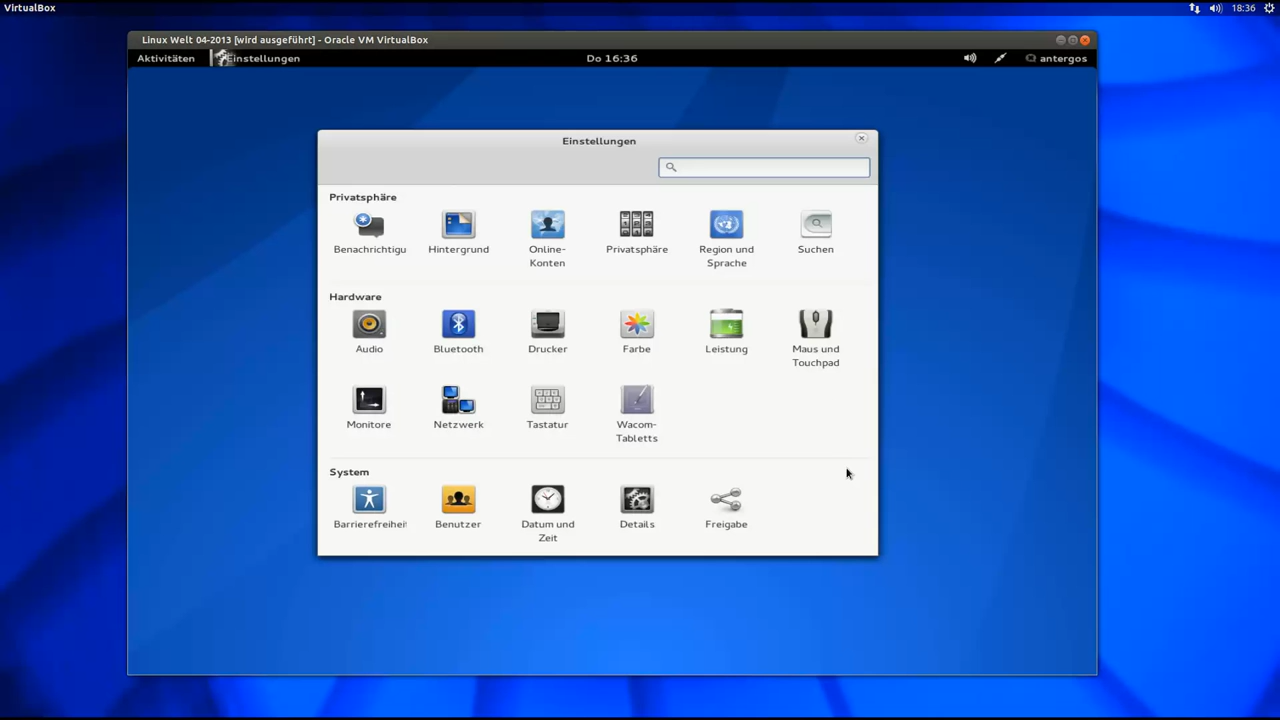 VirtualBox
18:36
Linux Welt 04-2013 [wird ausgeführt] - Oracle VM VirtualBox
Aktivitäten
Einstellungen
Do 16:36
antergos
Einstellungen
Privatsphäre
Benachrichtigu
Hintergrund
Online-
Konten
Privatsphäre
Region und
Sprache
Suchen
Hardware
Audio
Bluetooth
Drucker
Farbe
Leistung
Maus und
Touchpad
Monitore
Netzwerk
Tastatur
Wacom-
Tabletts
System
Barrierefreihei
Benutzer
Datum und
Zeit
Details
Freigabe